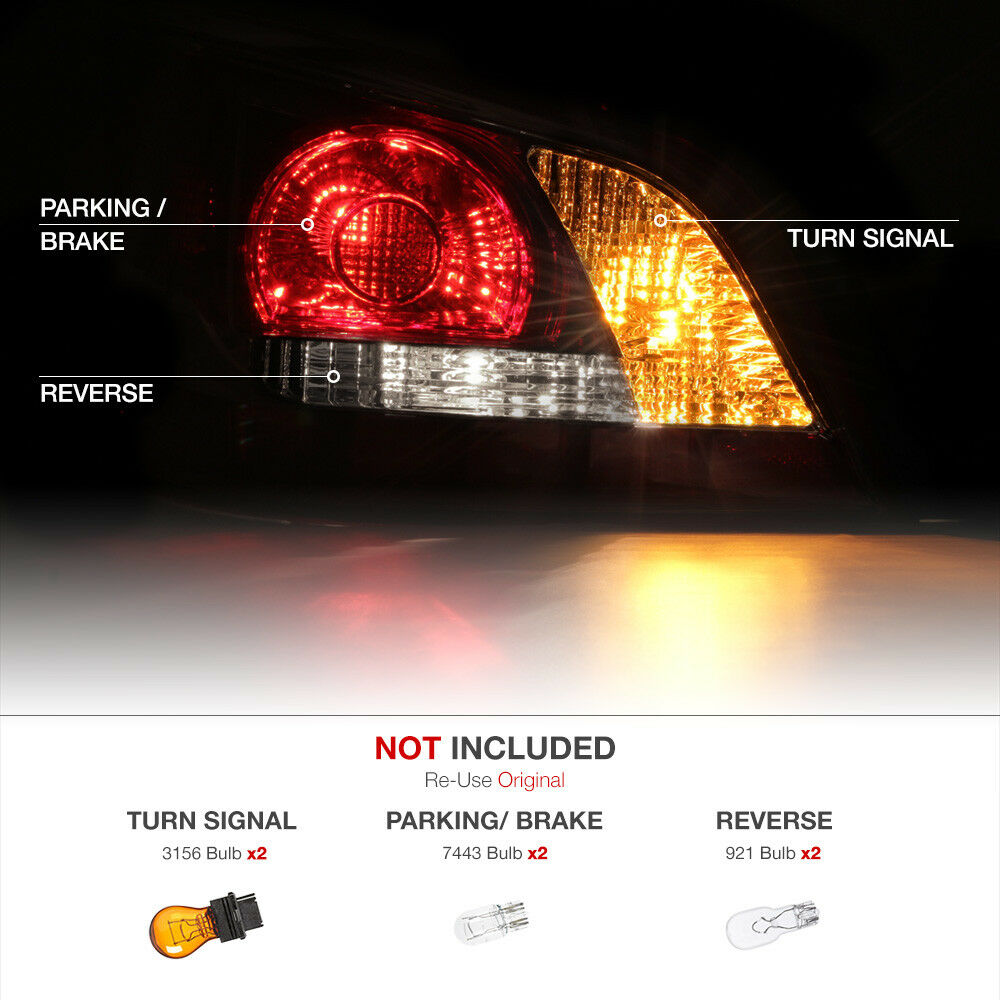 PARKING /
BRAKE
TURN SIGNAL
REVERSE
NOT INCLUDED
Re-Use Original
TURN SIGNAL
3156 Bulb x2
PARKING/ BRAKE
7443 Bulb x2
REVERSE
921 Bulb x2